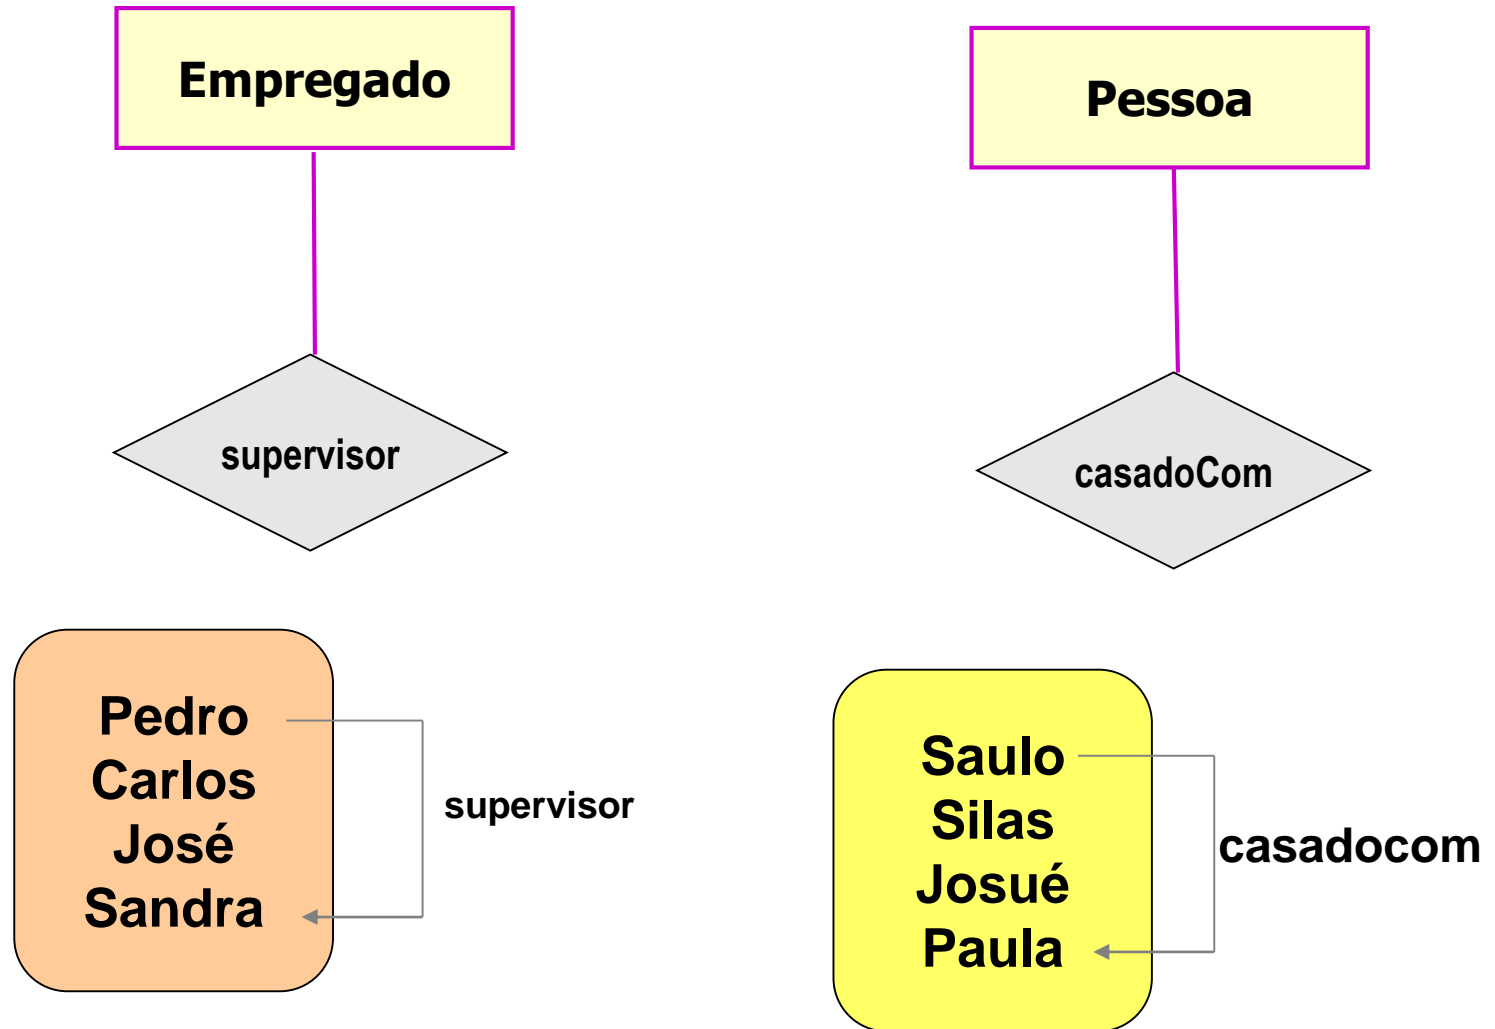 Empregado
Pessoa
supervisor
casadoCom
Pedro
Carlos
José
Sandra
supervisor
Saulo
Silas
Josué
Paula
casadocom